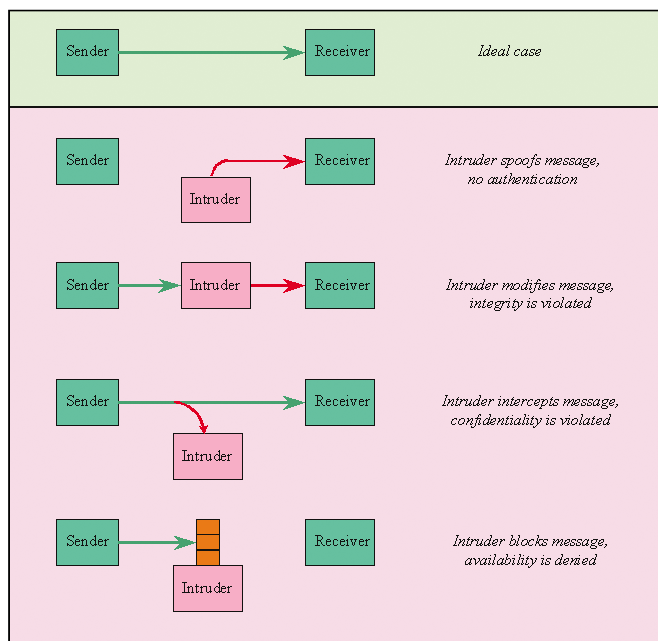 Sender
Receiver
Ideal case
Sender
Receiver
Intruder spoofs message,
no authentication
Intruder
Sender
Intruder
Receiver
Intruder modifies message,
integrity is violated
Sender
Receiver
Intruder intercepts message,
confidentiality is violated
Intruder
Sender
Receiver
Intruder blocks message,
availability is denied
Intruder